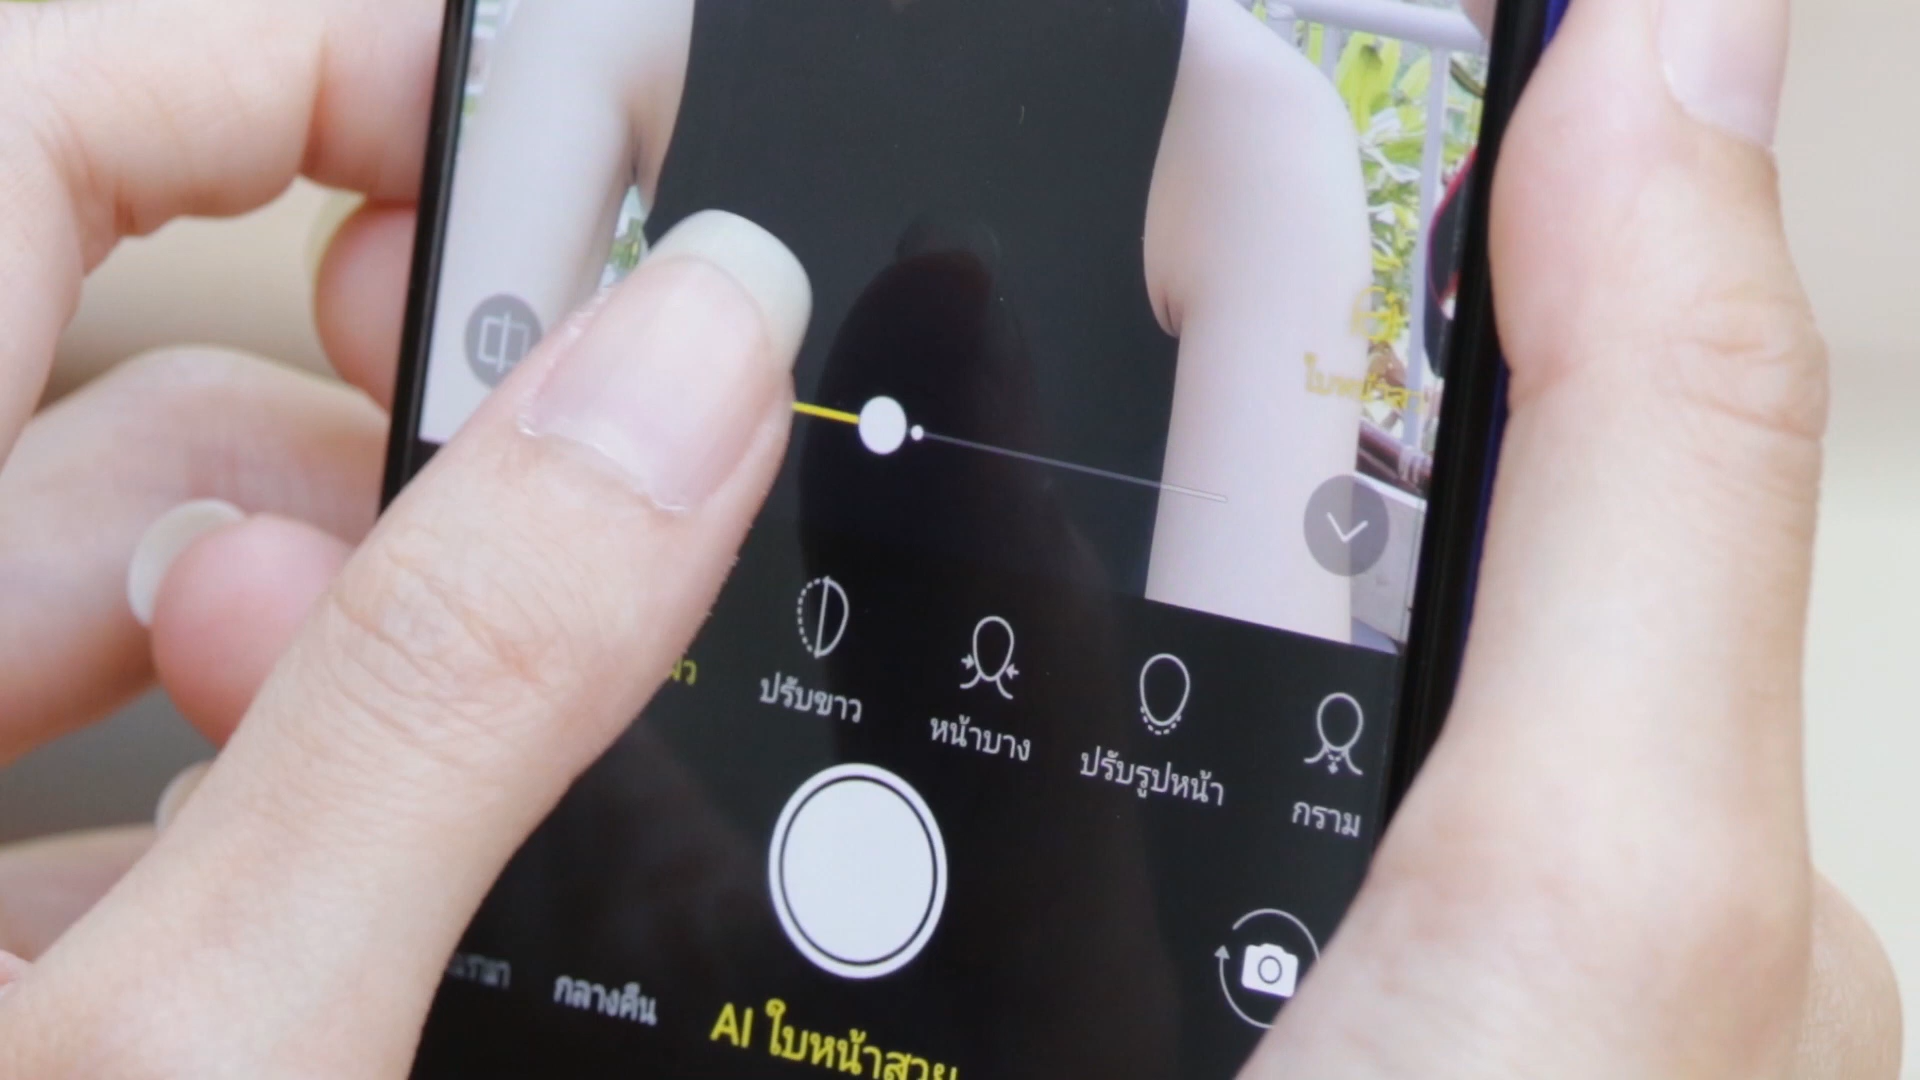 ปรับขาว
หน้าบาง
ปรับรูปหน้า
กราม
กลางคืน
AI ใบหน้าสวย